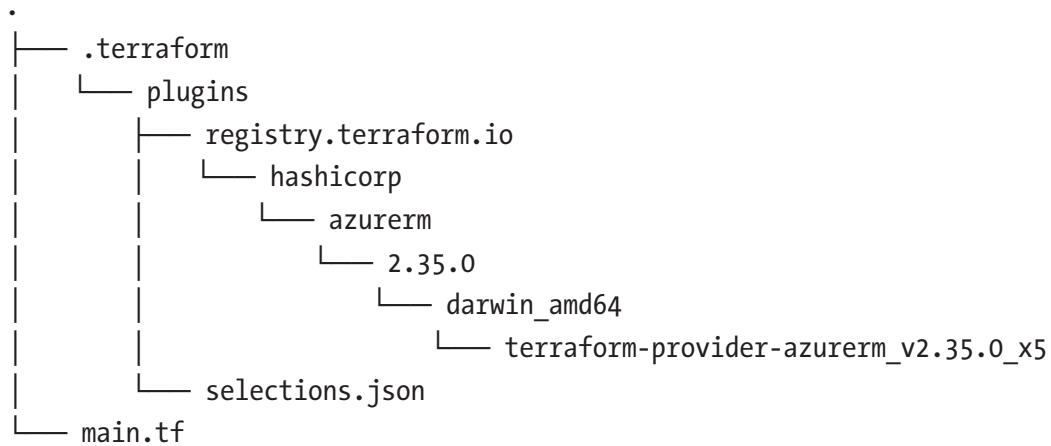 .
├── .terraform
│   └── plugins
│       ├── registry.terraform.io
│       │   └── hashicorp
│       │       └── azurerm
│       │           └── 2.35.0
│       │               └── darwin_amd64
│       │                   └── terraform-provider-azurerm_v2.35.0_x5
│       └── selections.json
└── main.tf